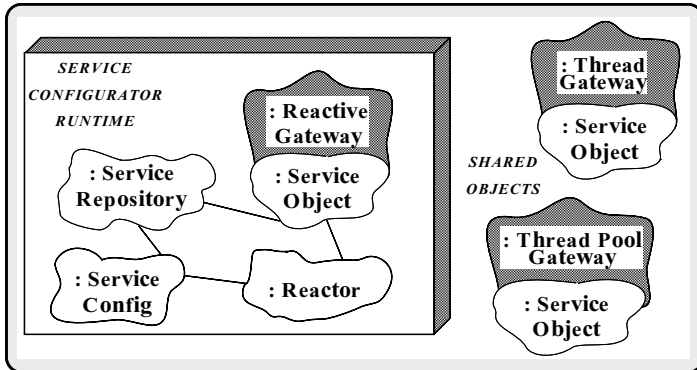 SERVICE
CONFIGURATOR
RUNTIME
: Reactive
Gateway
: Service
Object
: Service
Repository
: Service
Config
: Reactor
: Thread
Gateway
: Service
Object
SHARED
OBJECTS
: Thread Pool
Gateway
: Service
Object